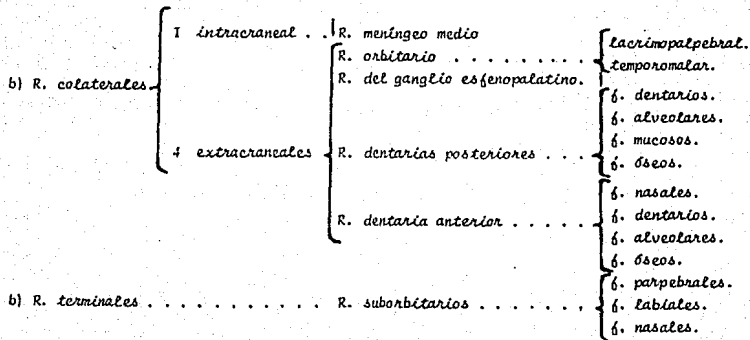 I intracraneal . . R. meníngeo medio
R. orbitario . . . . . . . . . lacrimopalpebral.
temporomalar.
b) R. colaterales R. del ganglio esfenopalatino.
f. dentarios.
f. alveolares.
4 extracraneales R. dentarias posteriores . . . f. mucosos.
f. óseos.
f. nasales.
R. dentaria anterior . . . . . . f. dentarios.
f. alveolares.
f. óseos.
f. parpebrales.
b) R. terminales . . . . . . . . . . . R. suborbitarios . . . . . . . f. labiales.
f. nasales.